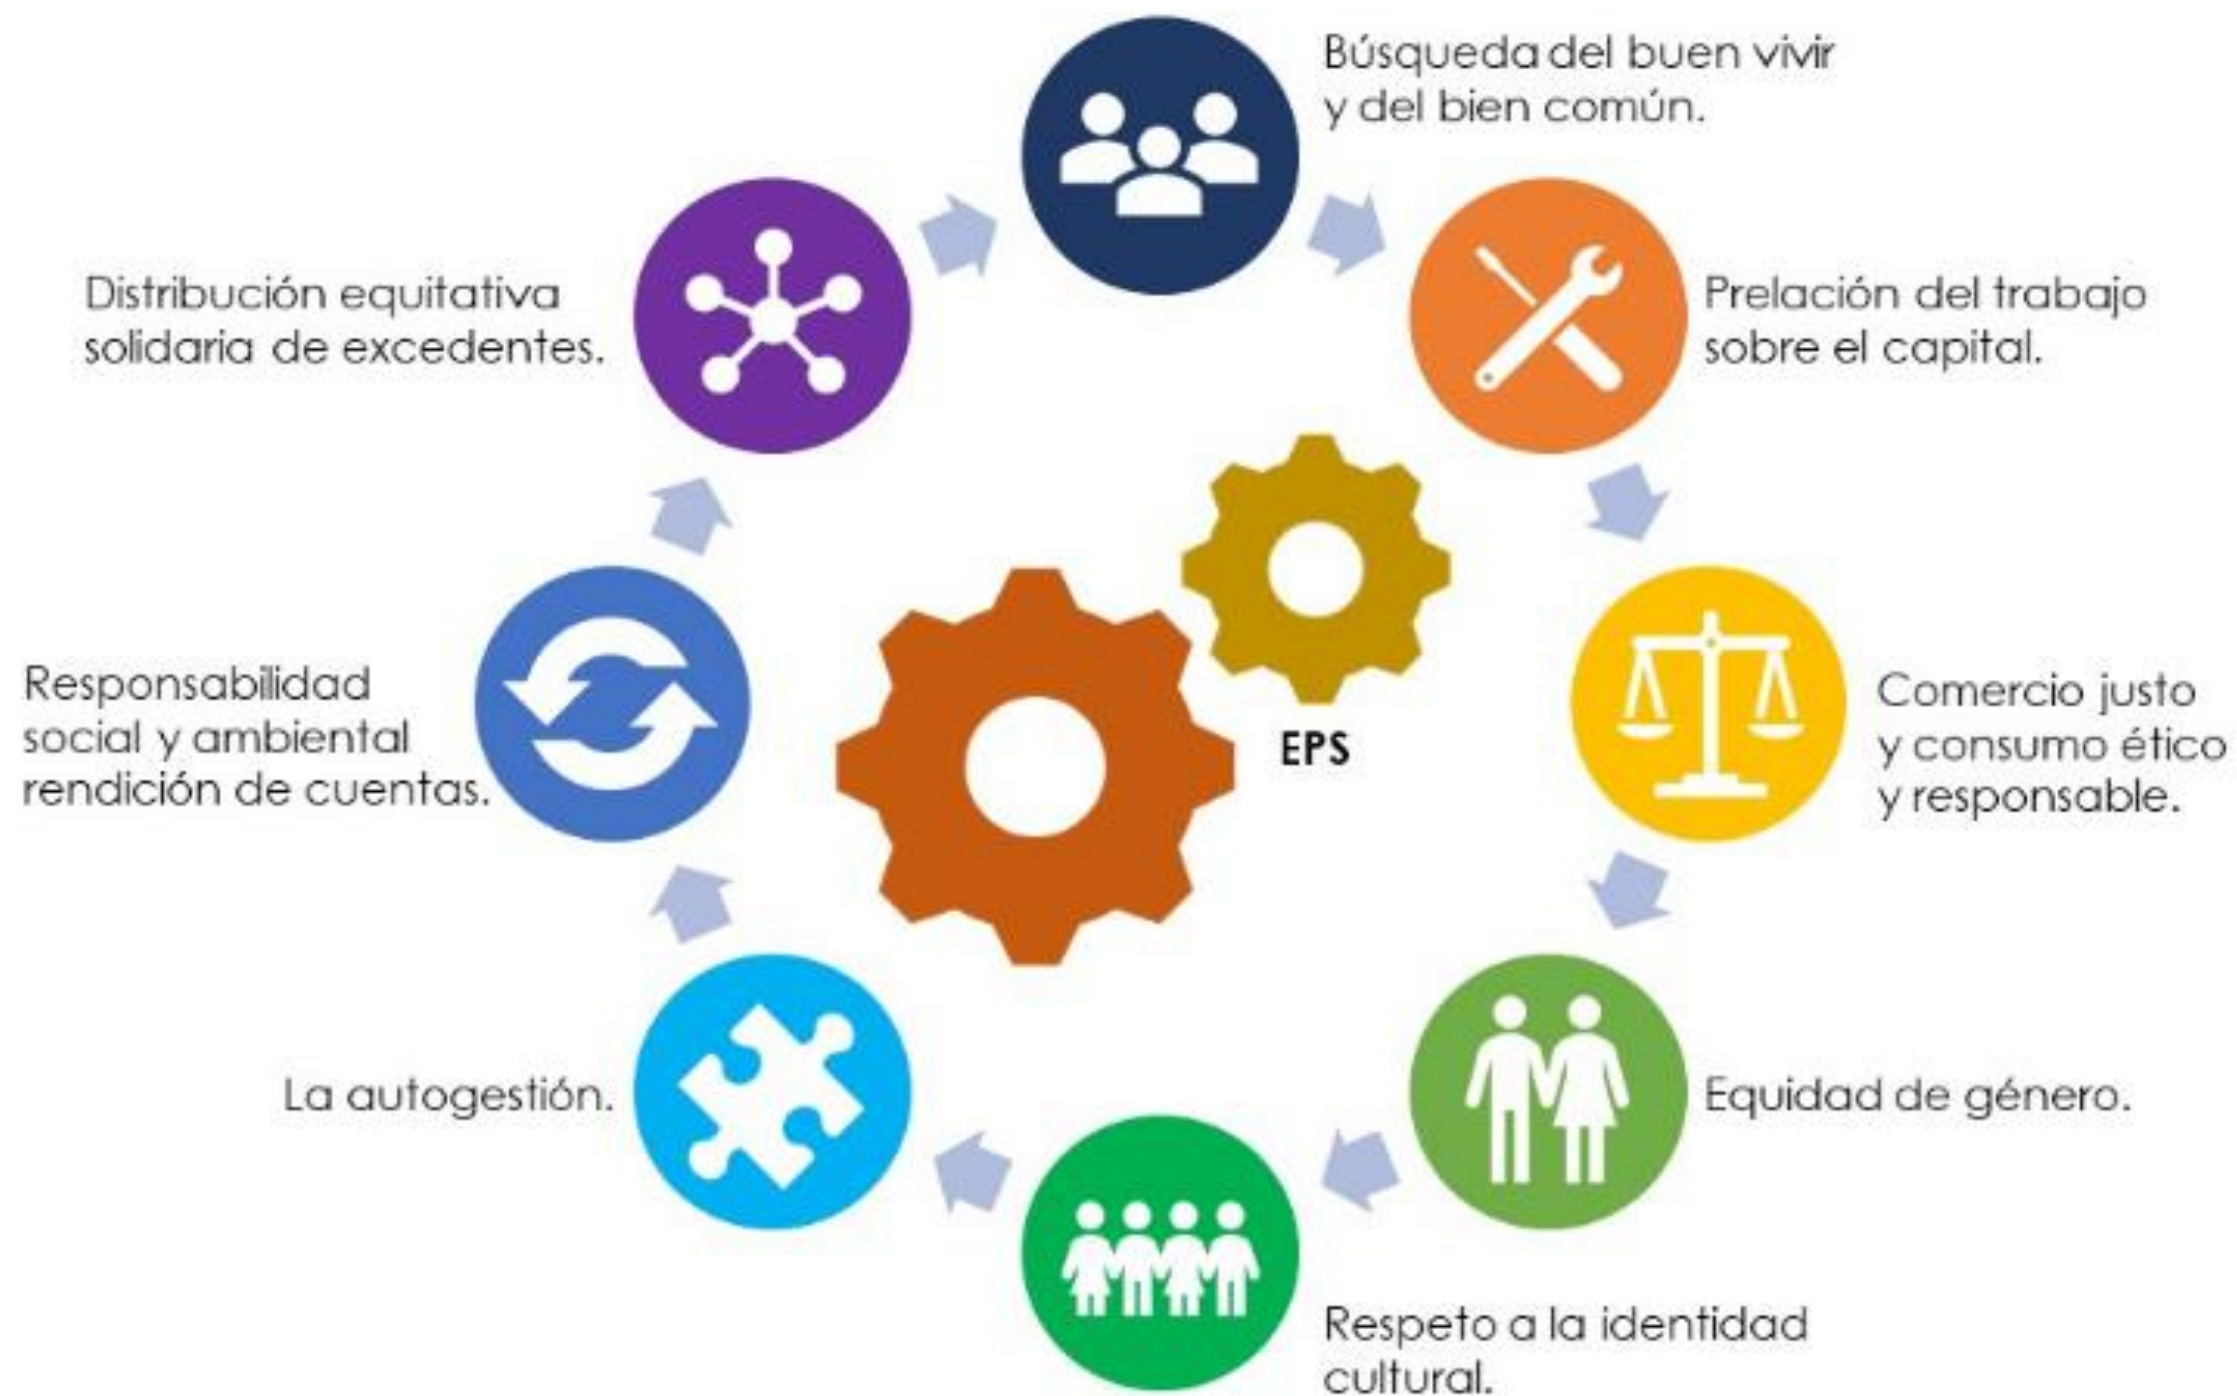 Búsqueda del buen vivir
y del bien común.
Prelación del trabajo
sobre el capital.
Comercio justo
y consumo ético
y responsable.
Equidad de género.
Respeto a la identidad
cultural.
La autogestión.
Responsabilidad
social y ambiental
rendición de cuentas.
Distribución equitativa
solidaria de excedentes.
EPS